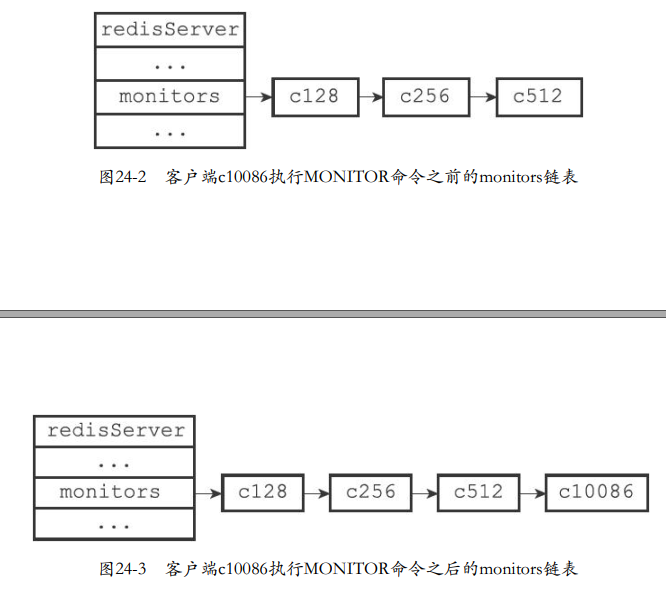 redisServer
...
monitors
c128
c256
c512
...
图24-2 客户端c10086执行MONITOR命令之前的monitors链表
redisServer
...
monitors
c128
c256
c512
c10086
...
图24-3 客户端c10086执行MONITOR命令之后的monitors链表